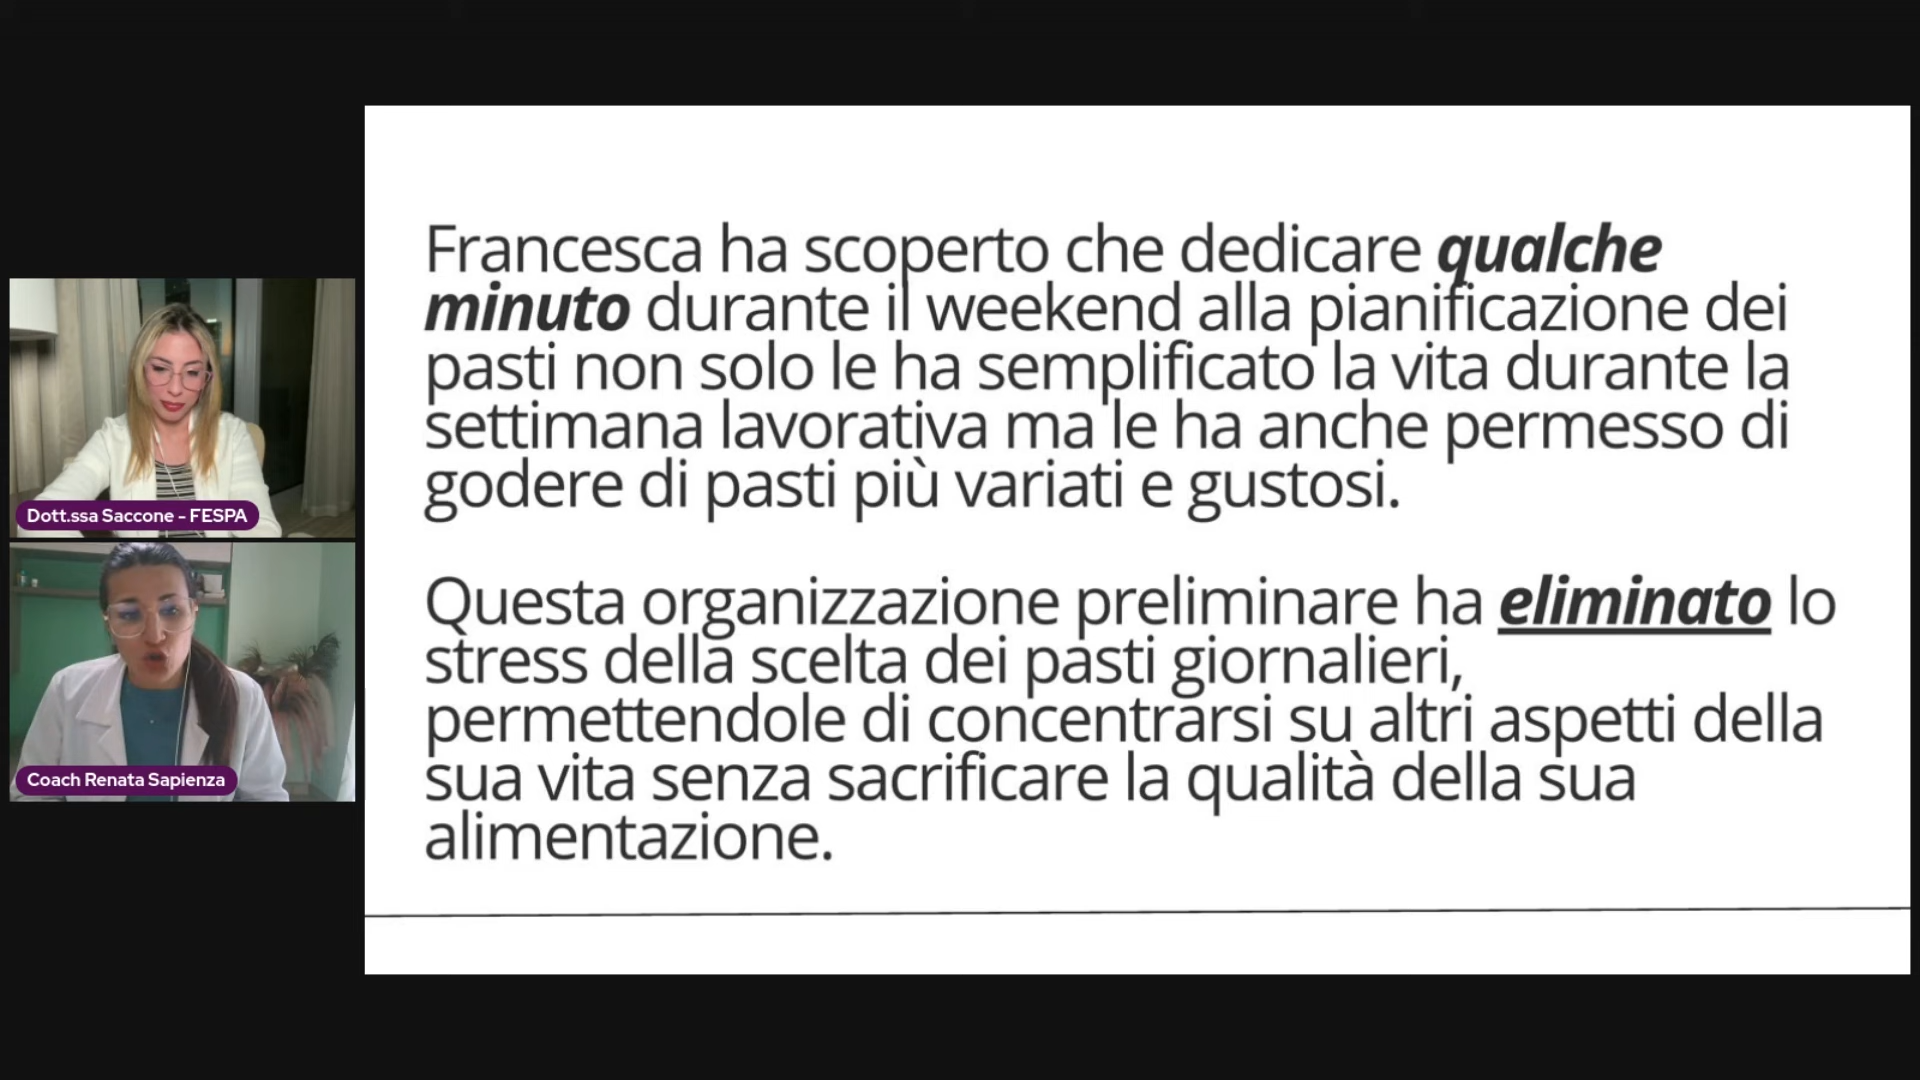 Francesca ha scoperto che dedicare qualche
minuto durante il weekend alla pianificazione dei
pasti non solo le ha semplificato la vita durante la
settimana lavorativa ma le ha anche permesso di
godere di pasti più variati e gustosi.
Questa organizzazione preliminare ha eliminato lo
stress della scelta dei pasti giornalieri,
permettendole di concentrarsi su altri aspetti della
sua vita senza sacrificare la qualità della sua
alimentazione.
Dott.ssa Saccone - FESPA
Coach Renata Sapienza